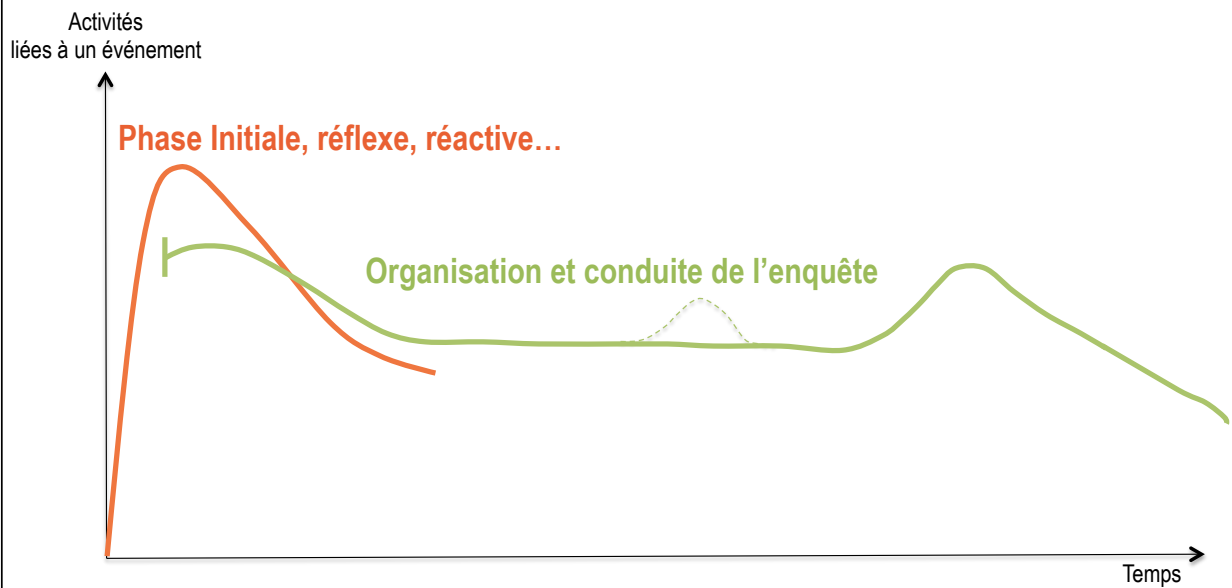 Activités
liées à un événement
Phase Initiale, réflexe, réactive…
Organisation et conduite de l’enquête
Temps